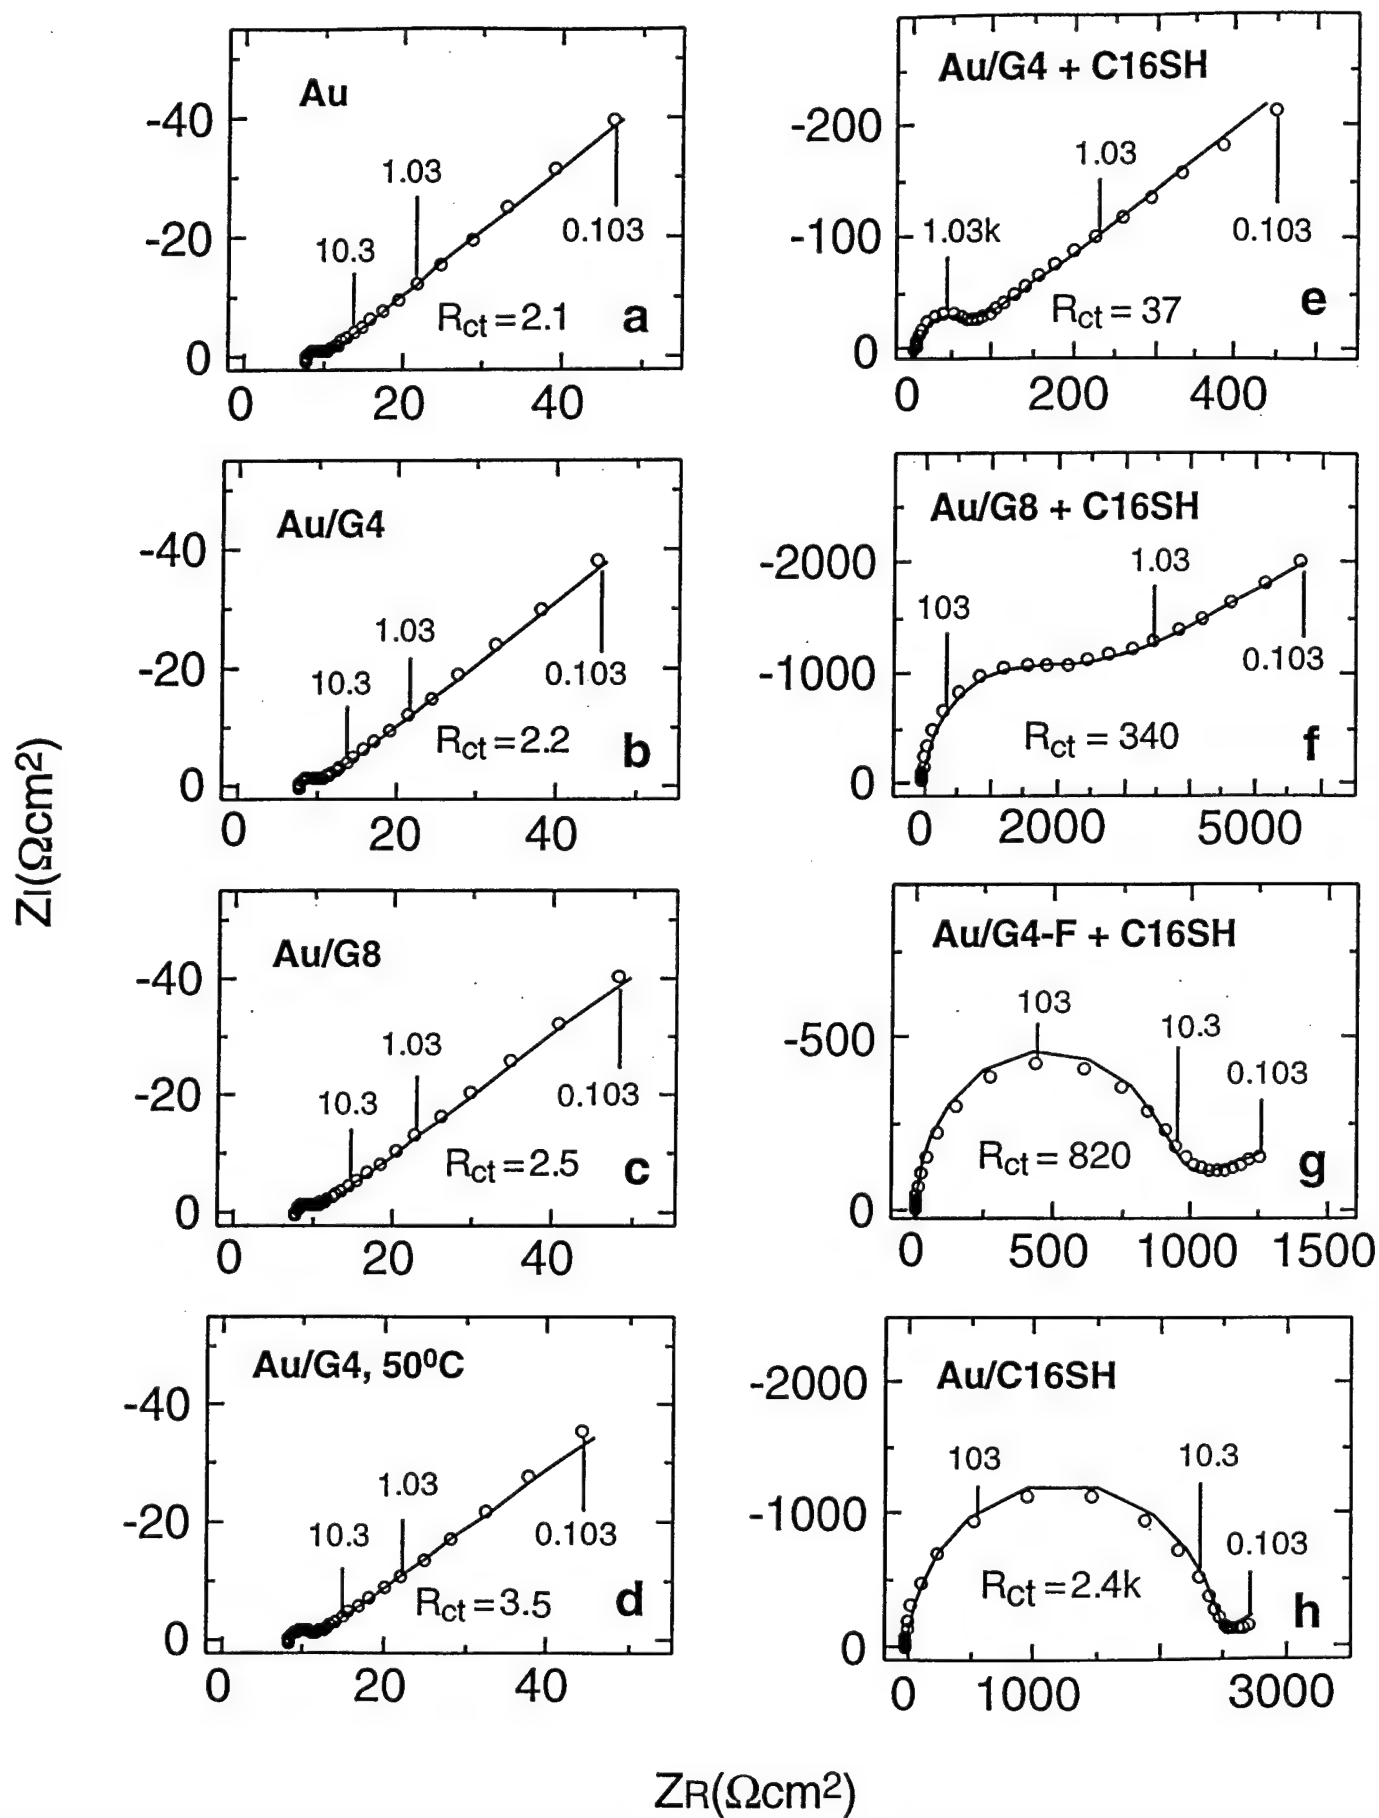 Au
-40
-20
0
1.03
10.3
0.103
Rct = 2.1
a
0 20 40
Au/G4
-40
-20
0
1.03
10.3
0.103
Rct = 2.2
b
0 20 40
Au/G8
-40
-20
0
1.03
10.3
0.103
Rct = 2.5
c
0 20 40
Au/G4, 50⁰C
-40
-20
0
1.03
10.3
0.103
Rct = 3.5
d
0 20 40
Au/G4 + C16SH
-200
-100
0
1.03
1.03k
0.103
Rct = 37
e
0 200 400
Au/G8 + C16SH
-2000
-1000
0
1.03
103
0.103
Rct = 340
f
0 2000 5000
Au/G4-F + C16SH
-500
0
103
10.3
0.103
Rct = 820
g
0 500 1000 1500
Au/C16SH
-2000
-1000
0
103
10.3
0.103
Rct = 2.4k
h
0 1000 3000
ZI(Ωcm²)
ZR(Ωcm²)